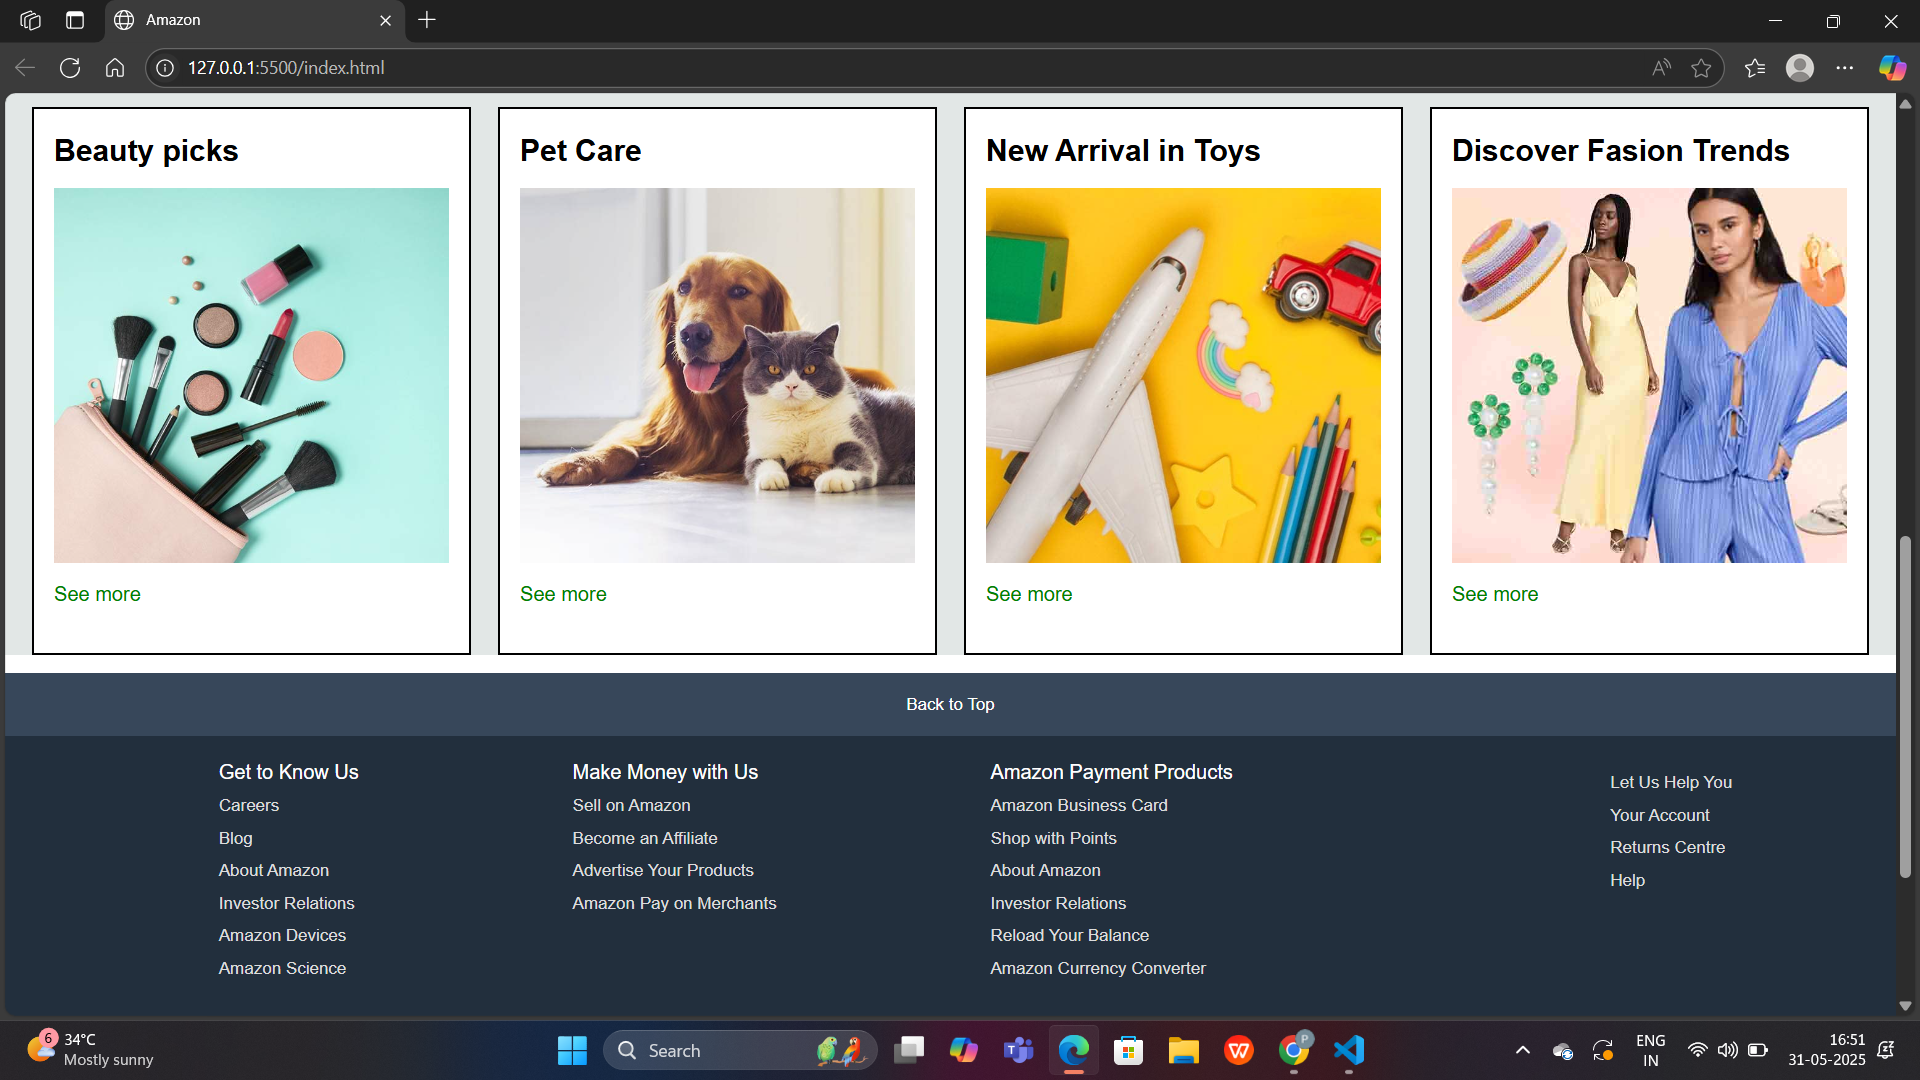 Amazon
127.0.0.1:5500/index.html
Beauty picks
Pet Care
New Arrival in Toys
Discover Fasion Trends
See more
See more
See more
See more
Back to Top
Get to Know Us
Careers
Blog
About Amazon
Investor Relations
Amazon Devices
Amazon Science
Make Money with Us
Sell on Amazon
Become an Affiliate
Advertise Your Products
Amazon Pay on Merchants
Amazon Payment Products
Amazon Business Card
Shop with Points
About Amazon
Investor Relations
Reload Your Balance
Amazon Currency Converter
Let Us Help You
Your Account
Returns Centre
Help
6
34°C
Mostly sunny
Search
P
ENG
IN
16:51
31-05-2025